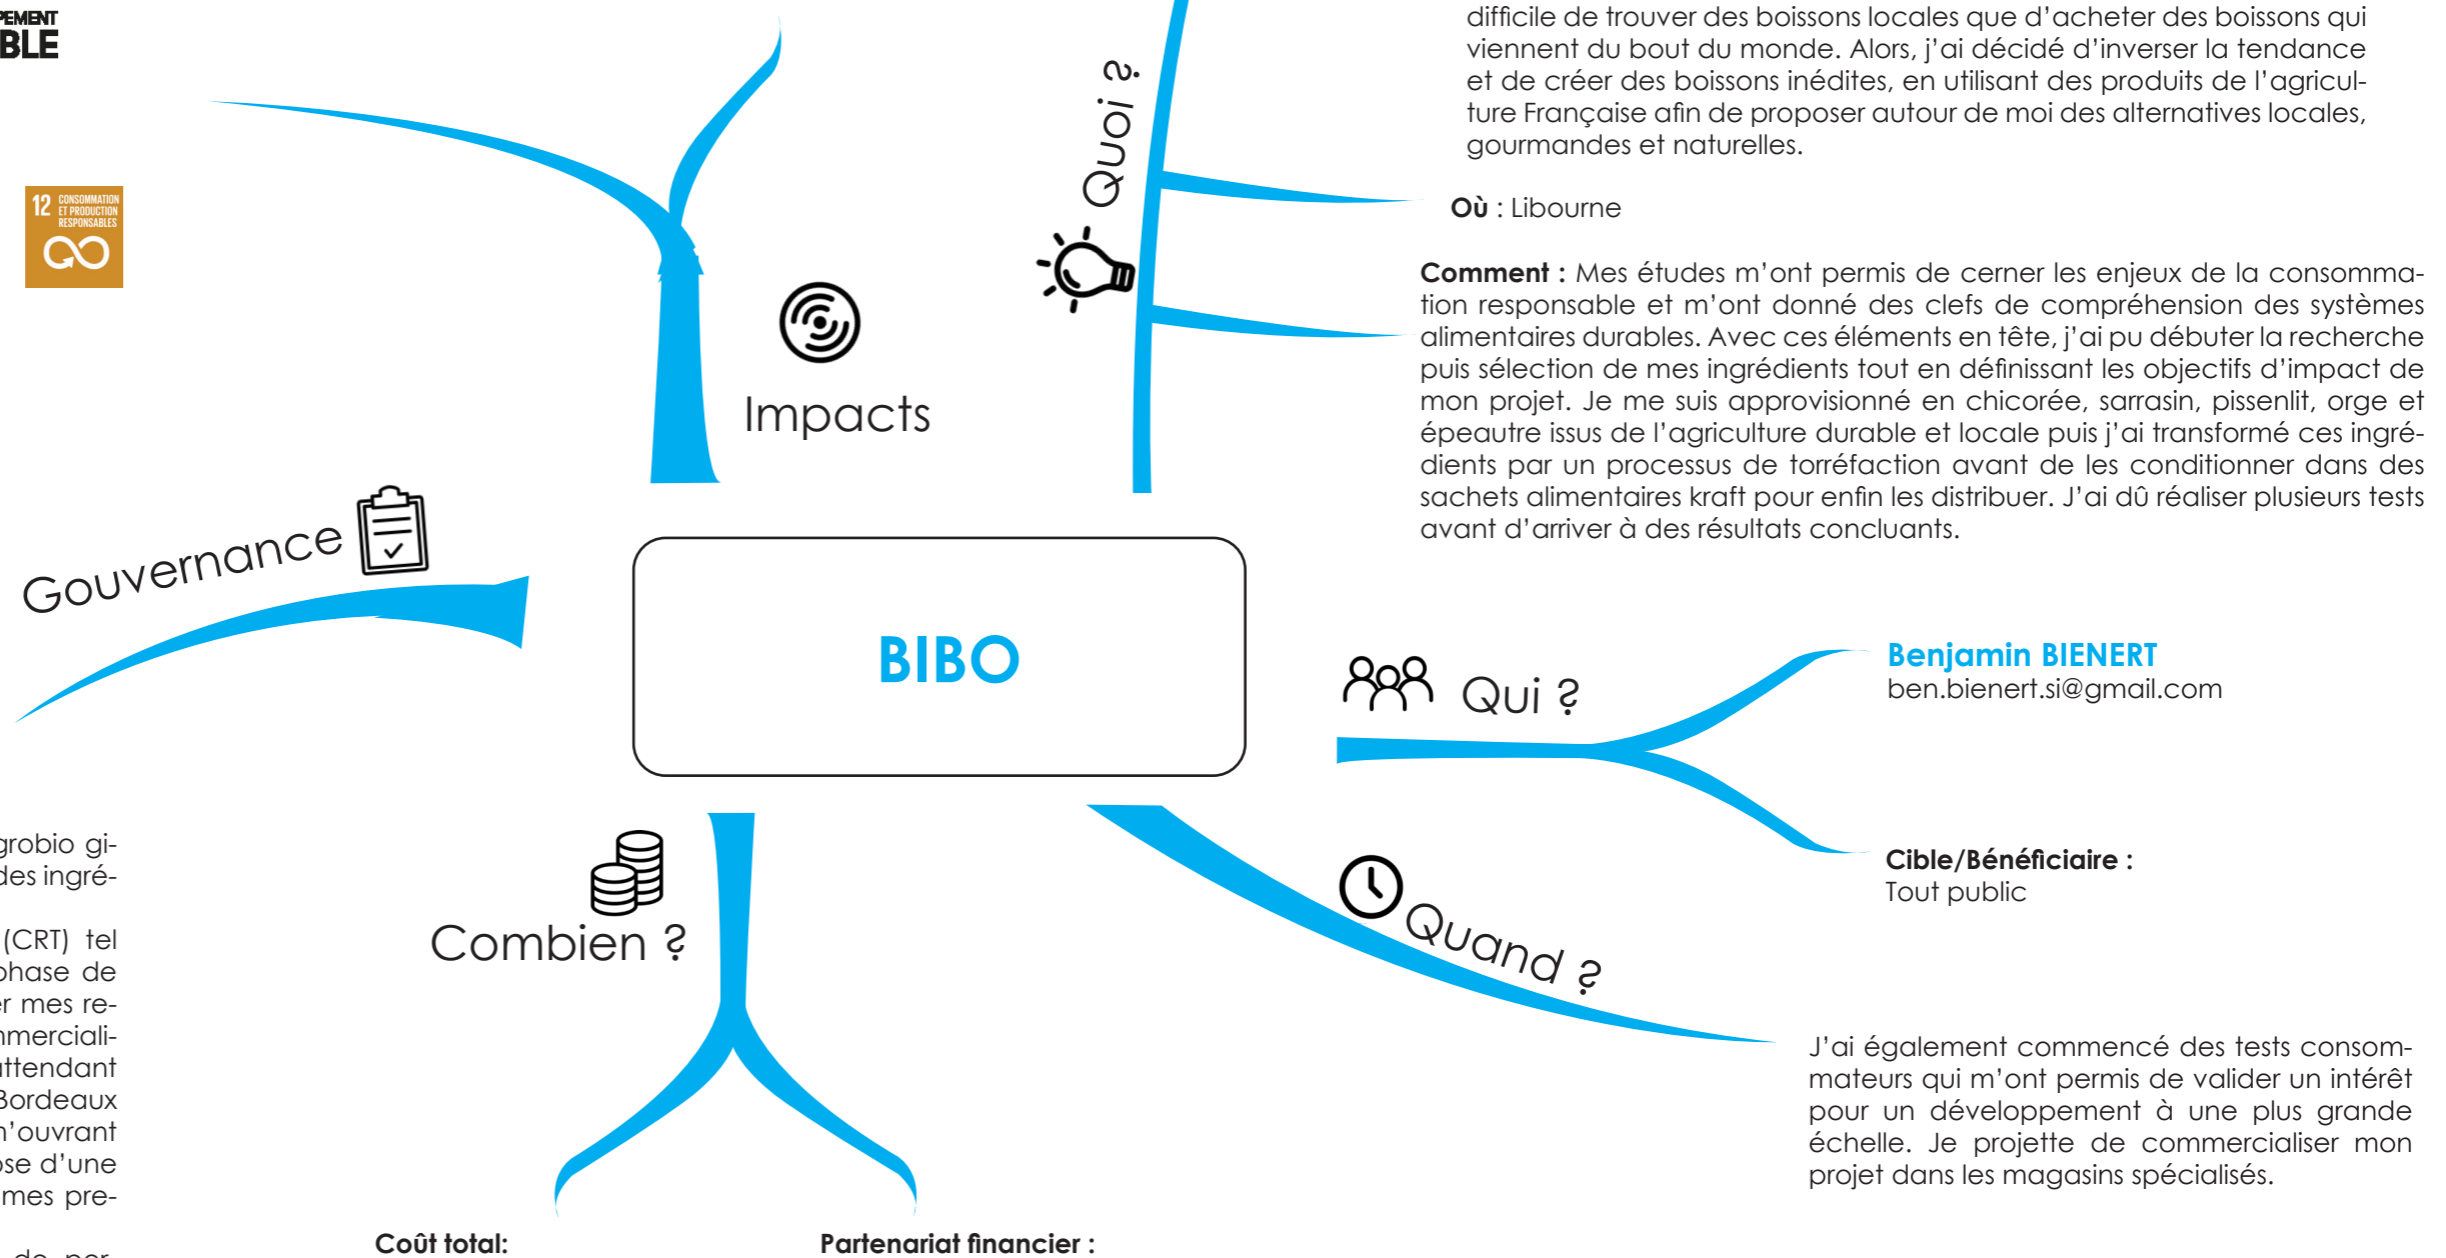 BLE
12 CONSOMMATION
ET PRODUCTION
RESPONSABLES
Impacts
Quoi ?
difficile de trouver des boissons locales que d’acheter des boissons qui
viennent du bout du monde. Alors, j’ai décidé d’inverser la tendance
et de créer des boissons inédites, en utilisant des produits de l’agricul-
ture Française afin de proposer autour de moi des alternatives locales,
gourmandes et naturelles.
Où : Libourne
Comment : Mes études m’ont permis de cerner les enjeux de la consomma-
tion responsable et m’ont donné des clefs de compréhension des systèmes
alimentaires durables. Avec ces éléments en tête, j’ai pu débuter la recherche
puis sélection de mes ingrédients tout en définissant les objectifs d’impact de
mon projet. Je me suis approvisionné en chicorée, sarrasin, pissenlit, orge et
épeautre issus de l’agriculture durable et locale puis j’ai transformé ces ingré-
dients par un processus de torréfaction avant de les conditionner dans des
sachets alimentaires kraft pour enfin les distribuer. J’ai dû réaliser plusieurs tests
avant d’arriver à des résultats concluants.
Gouvernance
BIBO
Qui ?
Benjamin BIENERT
ben.bienert.si@gmail.com
Cible/Bénéficiaire :
Tout public
grobio gi-
des ingré-
(CRT) tel
phase de
er mes re-
mmerciali-
attendant
Bordeaux
m’ouvrant
ose d’une
mes pre-
de per-
Combien ?
Coût total:
Partenariat financier :
Quand ?
J’ai également commencé des tests consom-
mateurs qui m’ont permis de valider un intérêt
pour un développement à une plus grande
échelle. Je projette de commercialiser mon
projet dans les magasins spécialisés.